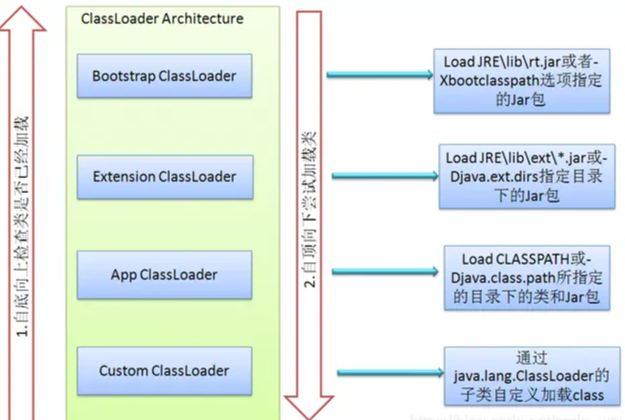 ClassLoader Architecture
Bootstrap ClassLoader
Extension ClassLoader
App ClassLoader
Custom ClassLoader
1.自底向上检查类是否已经加载
2.自顶向下尝试加载类
Load JRE\lib\rt.jar或者-
Xbootclasspath选项指定
的Jar包
Load JRE\lib\ext\*.jar或-
Djava.ext.dirs指定目录
下的Jar包
Load CLASSPATH或-
Djava.class.path所指定
的目录下的类和Jar包
通过
java.lang.ClassLoader的
子类自定义加载class